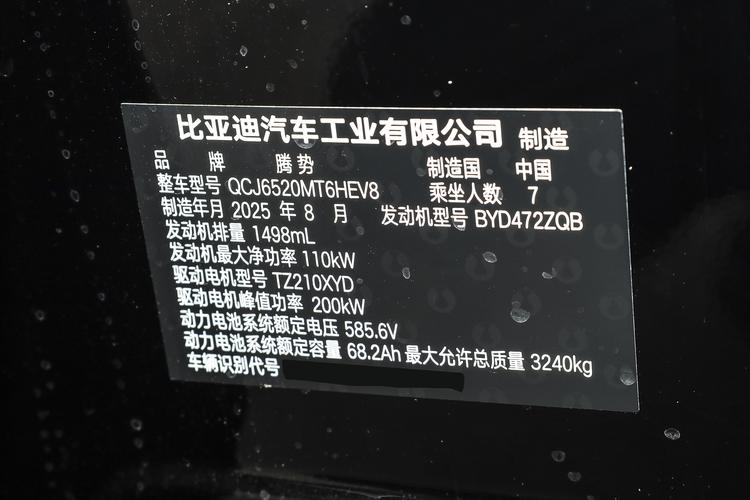 比亚迪汽车工业有限公司 制造
品 牌 腾势 制造国 中国
整车型号 QCJ6520MT6HEV8 乘坐人数 7
制造年月 2025 年 8 月 发动机型号 BYD472ZQB
发动机排量 1498mL
发动机最大净功率 110kW
驱动电机型号 TZ210XYD
驱动电机峰值功率 200kW
动力电池系统额定电压 585.6V
动力电池系统额定容量 68.2Ah 最大允许总质量 3240kg
车辆识别代号